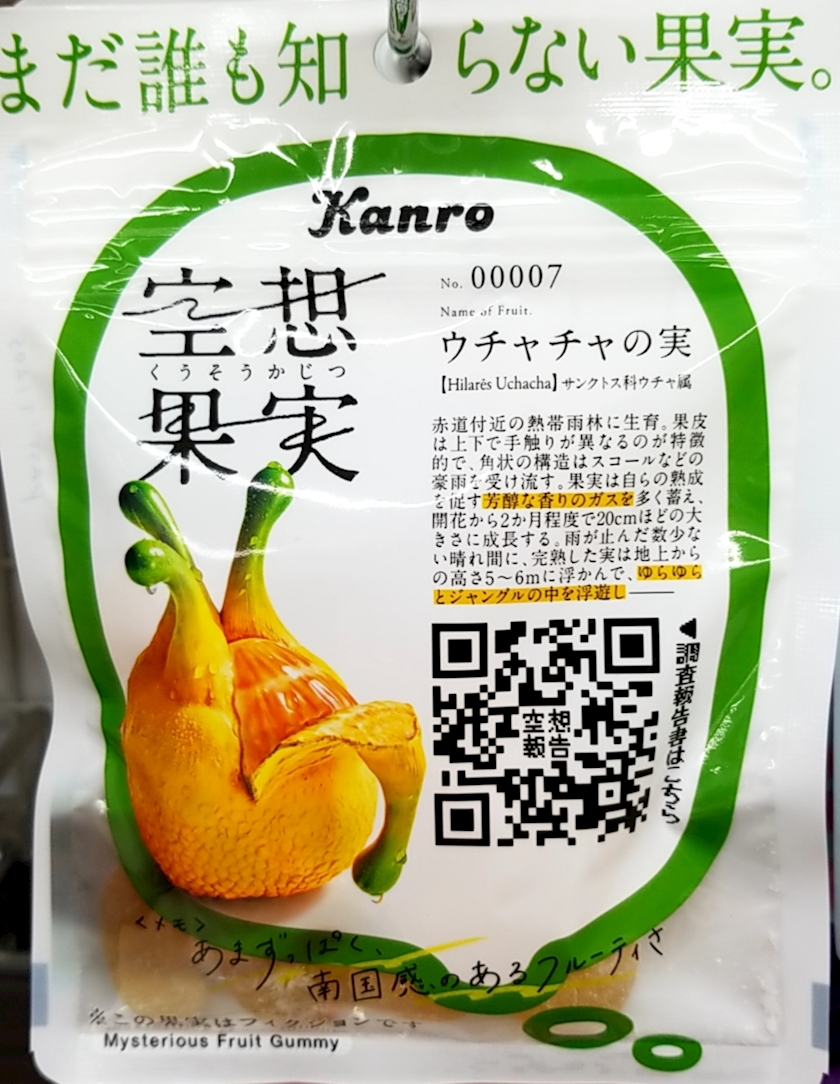 まだ誰も知らない果実。
Kanro
空想
くうそうかじつ
果実
No. 00007
Name of Fruit.
ウチャチャの実
【Hilarēs Uchacha】サンクトス科ウチャ属
赤道付近の熱帯雨林に生育。果皮
は上下で手触りが異なるのが特徴
的で、角状の構造はスコールなどの
豪雨を受け流す。果実は自らの熟成
を促す芳醇な香りのガスを多く蓄え、
開花から2か月程度で20cmほどの大
きさに成長する。雨が止んだ数少な
い晴れ間に、完熟した実は地上から
の高さ5〜6mに浮かんで、ゆらゆら
とジャングルの中を浮遊し――
空想
報告
▼調査報告書はこちら
<メモ>
あまずっぱく、
南国感のあるフルーティさ
※この果実はフィクションです
Mysterious Fruit Gummy